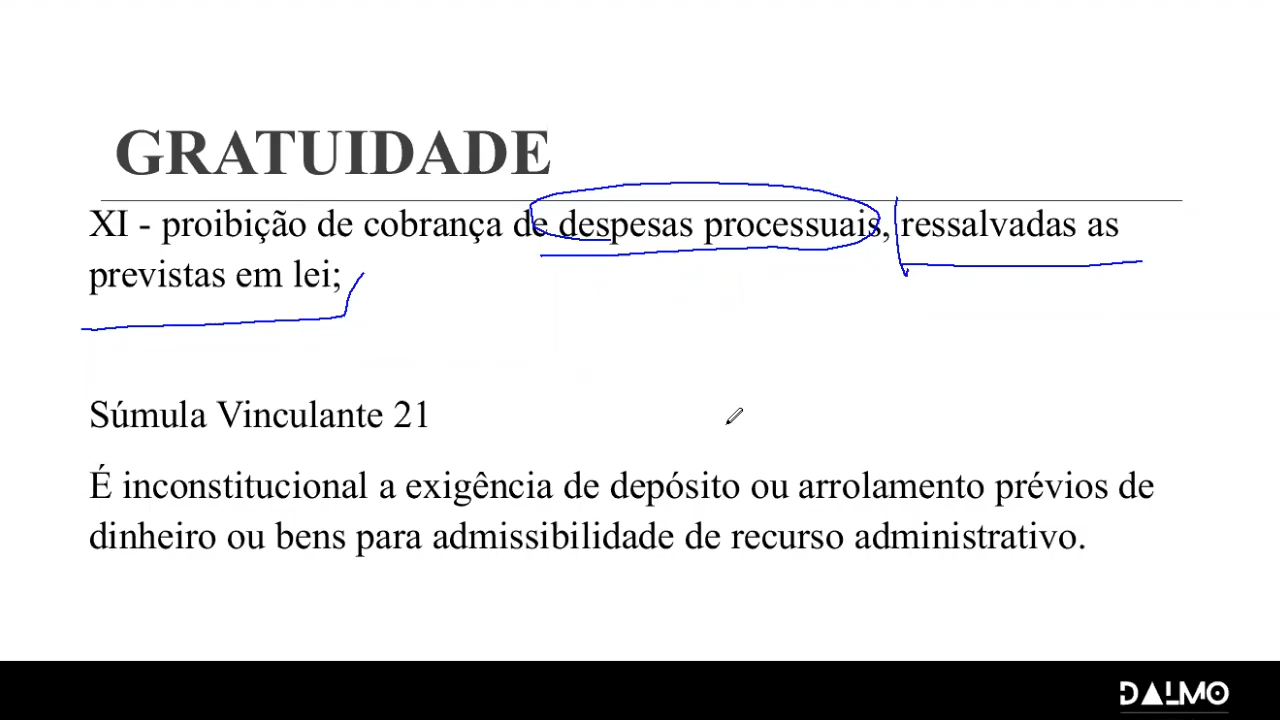 GRATUIDADE
XI - proibição de cobrança de despesas processuais, ressalvadas as
previstas em lei;
Súmula Vinculante 21
É inconstitucional a exigência de depósito ou arrolamento prévios de
dinheiro ou bens para admissibilidade de recurso administrativo.
DALMO